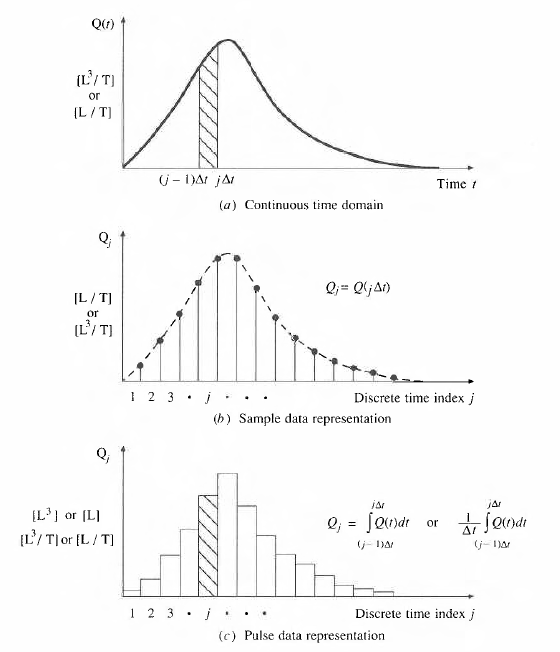 Q(t)
[L³/ T]
or
[L / T]
(j – 1)Δt jΔt
Time t
(a) Continuous time domain
Qj
[L / T]
or
[L³/ T]
Qj= Q(jΔt)
1 2 3 • j • • • Discrete time index j
(b) Sample data representation
Qj
[L³] or [L]
[L³/ T] or [L / T]
Qj = ∫Q(t)dt or 1/Δt ∫Q(t)dt
jΔt jΔt
(j–1)Δt (j–1)Δt
1 2 3 • j • • • Discrete time index j
(c) Pulse data representation